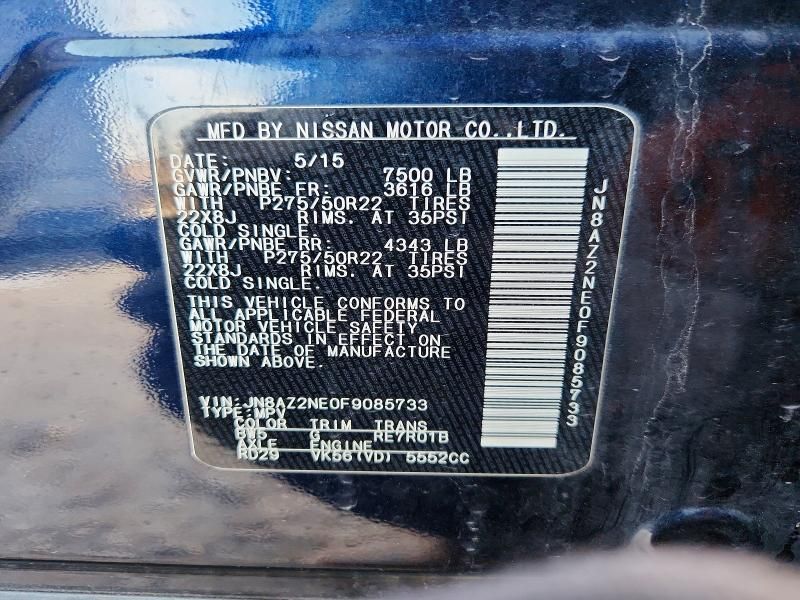 MFD BY NISSAN MOTOR CO.,LTD.
DATE: 5/15
GVWR/PNBV: 7500 LB
GAWR/PNBE FR: 3616 LB
WITH P275/50R22 TIRES
22X8J RIMS. AT 35PSI
COLD SINGLE.
GAWR/PNBE RR: 4343 LB
WITH P275/50R22 TIRES
22X8J RIMS. AT 35PSI
COLD SINGLE.
THIS VEHICLE CONFORMS TO
ALL APPLICABLE FEDERAL
MOTOR VEHICLE SAFETY
STANDARDS IN EFFECT ON
THE DATE OF MANUFACTURE
SHOWN ABOVE.
VIN: JN8AZ2NE0F9085733
TYPE: MPV
COLOR TRIM TRANS
BW5 G RE7R01B
AXLE ENGINE
RD29 VK56(VD) 5552CC
JN8AZ2NE0F9085733